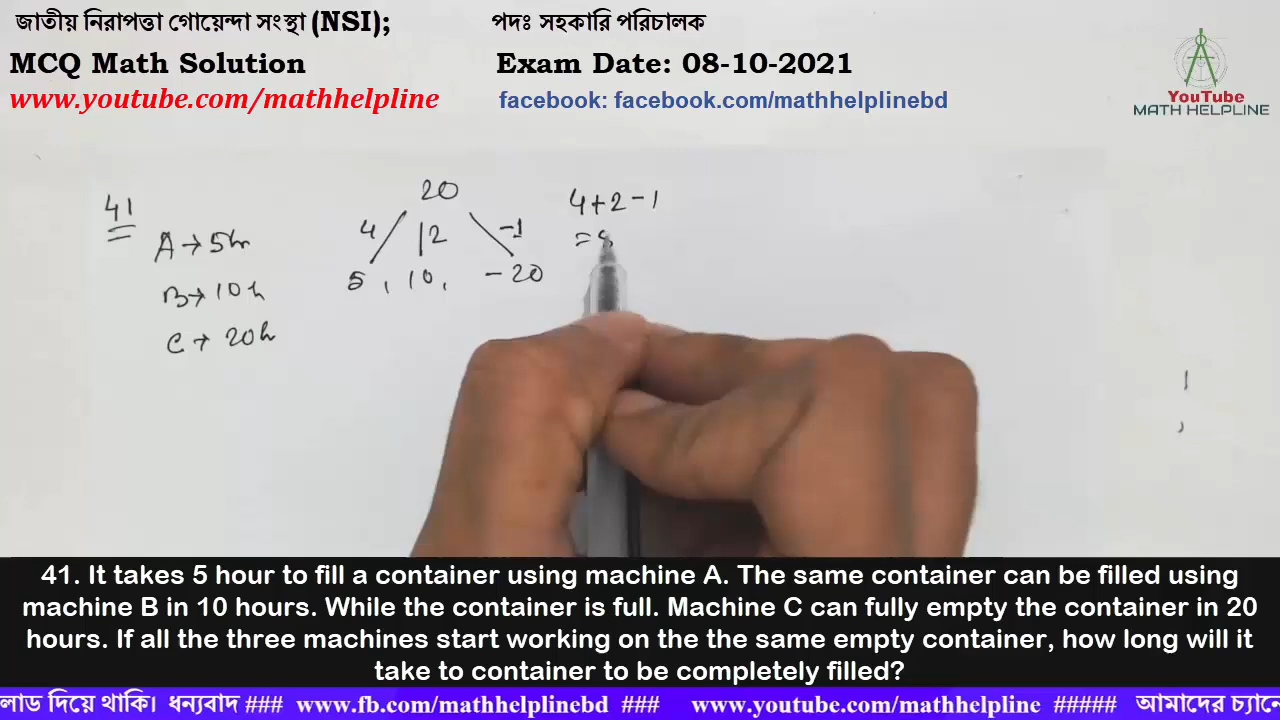 জাতীয় নিরাপত্তা গোয়েন্দা সংস্থা (NSI); পদঃ সহকারি পরিচালক
MCQ Math Solution Exam Date: 08-10-2021
www.youtube.com/mathhelpline facebook: facebook.com/mathhelplinebd
YouTube
MATH HELPLINE
41
A → 5hr
B → 10h
C → 20h
20
4 2 -1
5, 10, -20
4+2-1
=
41. It takes 5 hour to fill a container using machine A. The same container can be filled using
machine B in 10 hours. While the container is full. Machine C can fully empty the container in 20
hours. If all the three machines start working on the the same empty container, how long will it
take to container to be completely filled?
লাড দিয়ে থাকি। ধন্যবাদ ### www.fb.com/mathhelplinebd ### www.youtube.com/mathhelpline ##### আমাদের চ্যানে